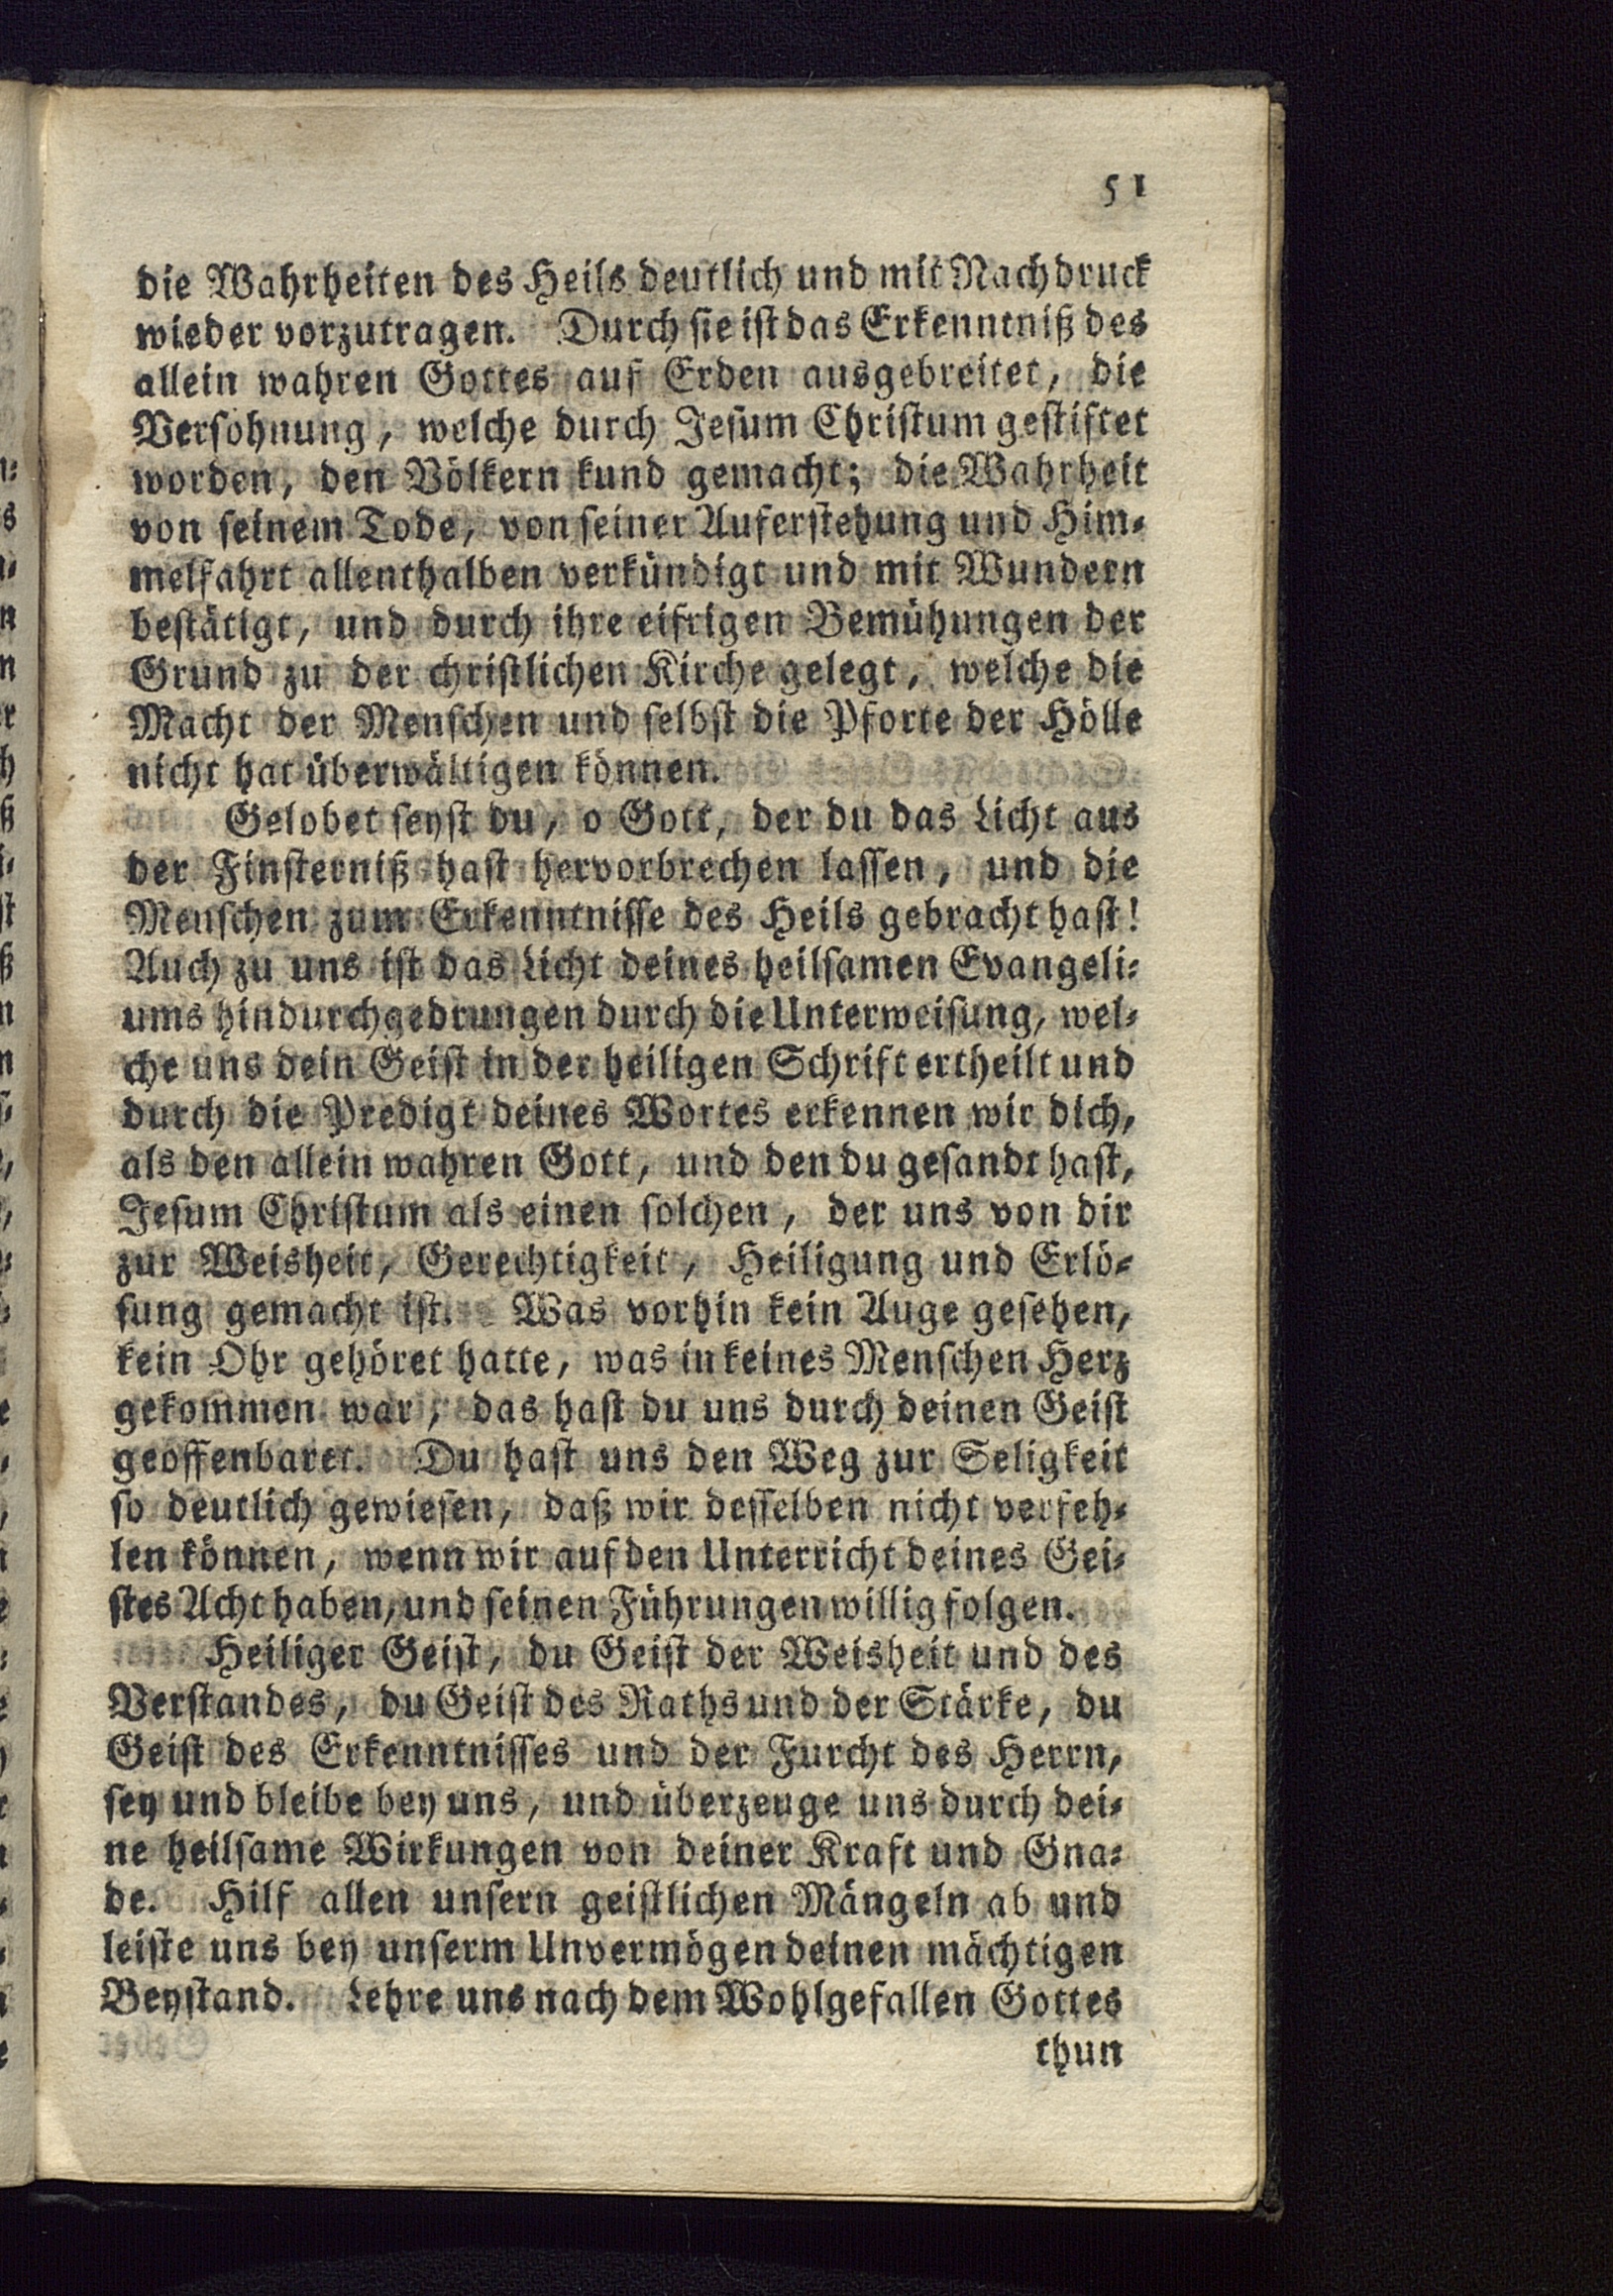 51
die Wahrheiten des Heils deutlich und mit Nachdruck
wieder vorzutragen. Durch sie ist das Erkenntniß des
allein wahren Gottes auf Erden ausgebreitet, die
Versöhnung, welche durch Jesum Christum gestiftet
worden, den Völkern kund gemacht; die Wahrheit
von seinem Tode, von seiner Auferstehung und Him-
melfahrt allenthalben verkündigt und mit Wundern
bestätigt, und durch ihre eifrigen Bemühungen der
Grund zu der christlichen Kirche gelegt, welche die
Macht der Menschen und selbst die Pforte der Hölle
nicht hat überwältigen können.
Gelobet seyst du, o Gott, der du das Licht aus
der Finsterniß hast hervorbrechen lassen, und die
Menschen zum Erkenntnisse des Heils gebracht hast!
Auch zu uns ist das Licht deines heilsamen Evangeli-
ums hindurchgedrungen durch die Unterweisung, wel-
che uns dein Geist in der heiligen Schrift ertheilt und
durch die Predigt deines Wortes erkennen wir dich,
als den allein wahren Gott, und den du gesandt hast,
Jesum Christum als einen solchen, der uns von dir
zur Weisheit, Gerechtigkeit, Heiligung und Erlö-
sung gemacht ist. Was vorhin kein Auge gesehen,
kein Ohr gehöret hatte, was in keines Menschen Herz
gekommen war, das hast du uns durch deinen Geist
geoffenbaret. Du hast uns den Weg zur Seligkeit
so deutlich gewiesen, daß wir desselben nicht verfeh-
len können, wenn wir auf den Unterricht deines Gei-
stes Acht haben, und seinen Führungen willig folgen.
Heiliger Geist, du Geist der Weisheit und des
Verstandes, du Geist des Raths und der Stärke, du
Geist des Erkenntnisses und der Furcht des Herrn,
sey und bleibe bey uns, und überzeuge uns durch dei-
ne heilsame Wirkungen von deiner Kraft und Gna-
de. Hilf allen unsern geistlichen Mängeln ab und
leiste uns bey unserm Unvermögen deinen mächtigen
Beystand. Lehre uns nach dem Wohlgefallen Gottes
thun